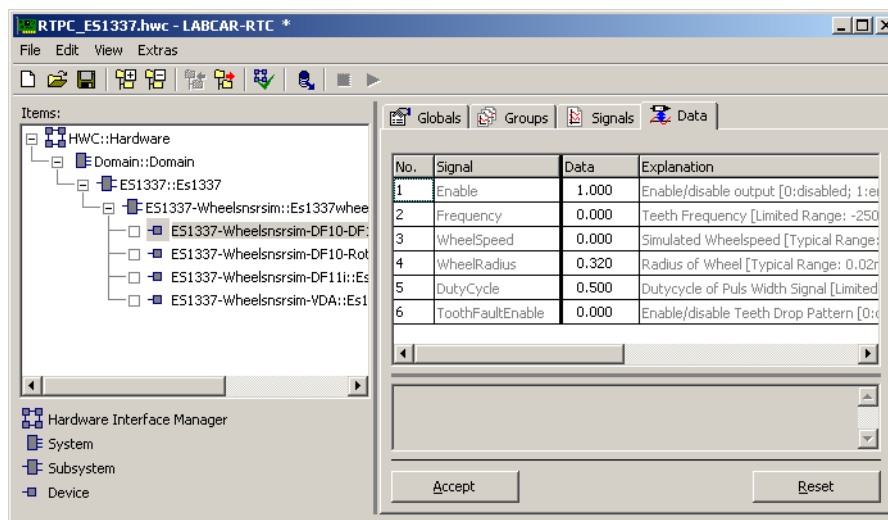 RTPC_ES1337.hwc - LABCAR-RTC *
File Edit View Extras
Items:
HWC::Hardware
Domain::Domain
ES1337::Es1337
ES1337-Wheelsnsrsim::Es1337whee
ES1337-Wheelsnsrsim-DF10-DF
ES1337-Wheelsnsrsim-DF10-Rot
ES1337-Wheelsnsrsim-DF11i::Es
ES1337-Wheelsnsrsim-VDA::Es1
Hardware Interface Manager
System
Subsystem
Device
Globals Groups Signals Data
No. Signal Data Explanation
1 Enable 1.000 Enable/disable output [0:disabled; 1:e
2 Frequency 0.000 Teeth Frequency [Limited Range: -250
3 WheelSpeed 0.000 Simulated Wheelspeed [Typical Range:
4 WheelRadius 0.320 Radius of Wheel [Typical Range: 0.02
5 DutyCycle 0.500 Dutycycle of Puls Width Signal [Limited
6 ToothFaultEnable 0.000 Enable/disable Teeth Drop Pattern [0:
Accept Reset